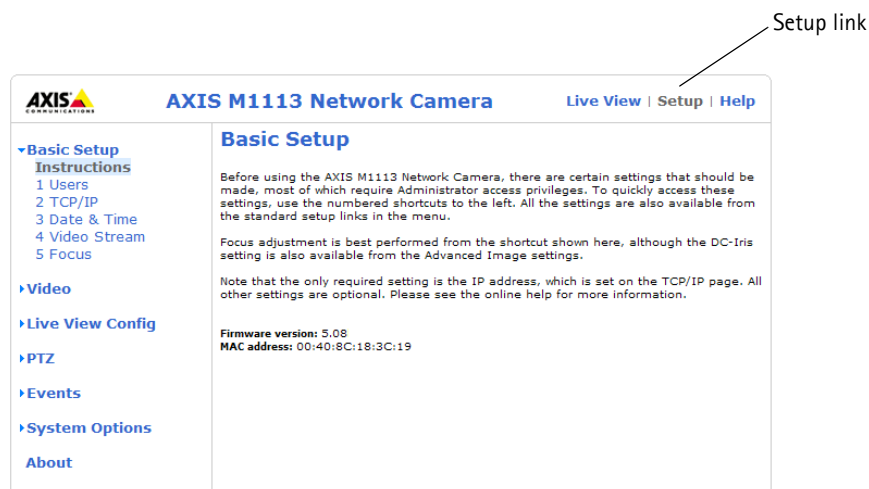 Setup link
AXIS
COMMUNICATIONS
AXIS M1113 Network Camera
Live View | Setup | Help
Basic Setup
Instructions
1 Users
2 TCP/IP
3 Date & Time
4 Video Stream
5 Focus
Video
Live View Config
PTZ
Events
System Options
About
Basic Setup
Before using the AXIS M1113 Network Camera, there are certain settings that should be
made, most of which require Administrator access privileges. To quickly access these
settings, use the numbered shortcuts to the left. All the settings are also available from
the standard setup links in the menu.
Focus adjustment is best performed from the shortcut shown here, although the DC-Iris
setting is also available from the Advanced Image settings.
Note that the only required setting is the IP address, which is set on the TCP/IP page. All
other settings are optional. Please see the online help for more information.
Firmware version: 5.08
MAC address: 00:40:8C:18:3C:19